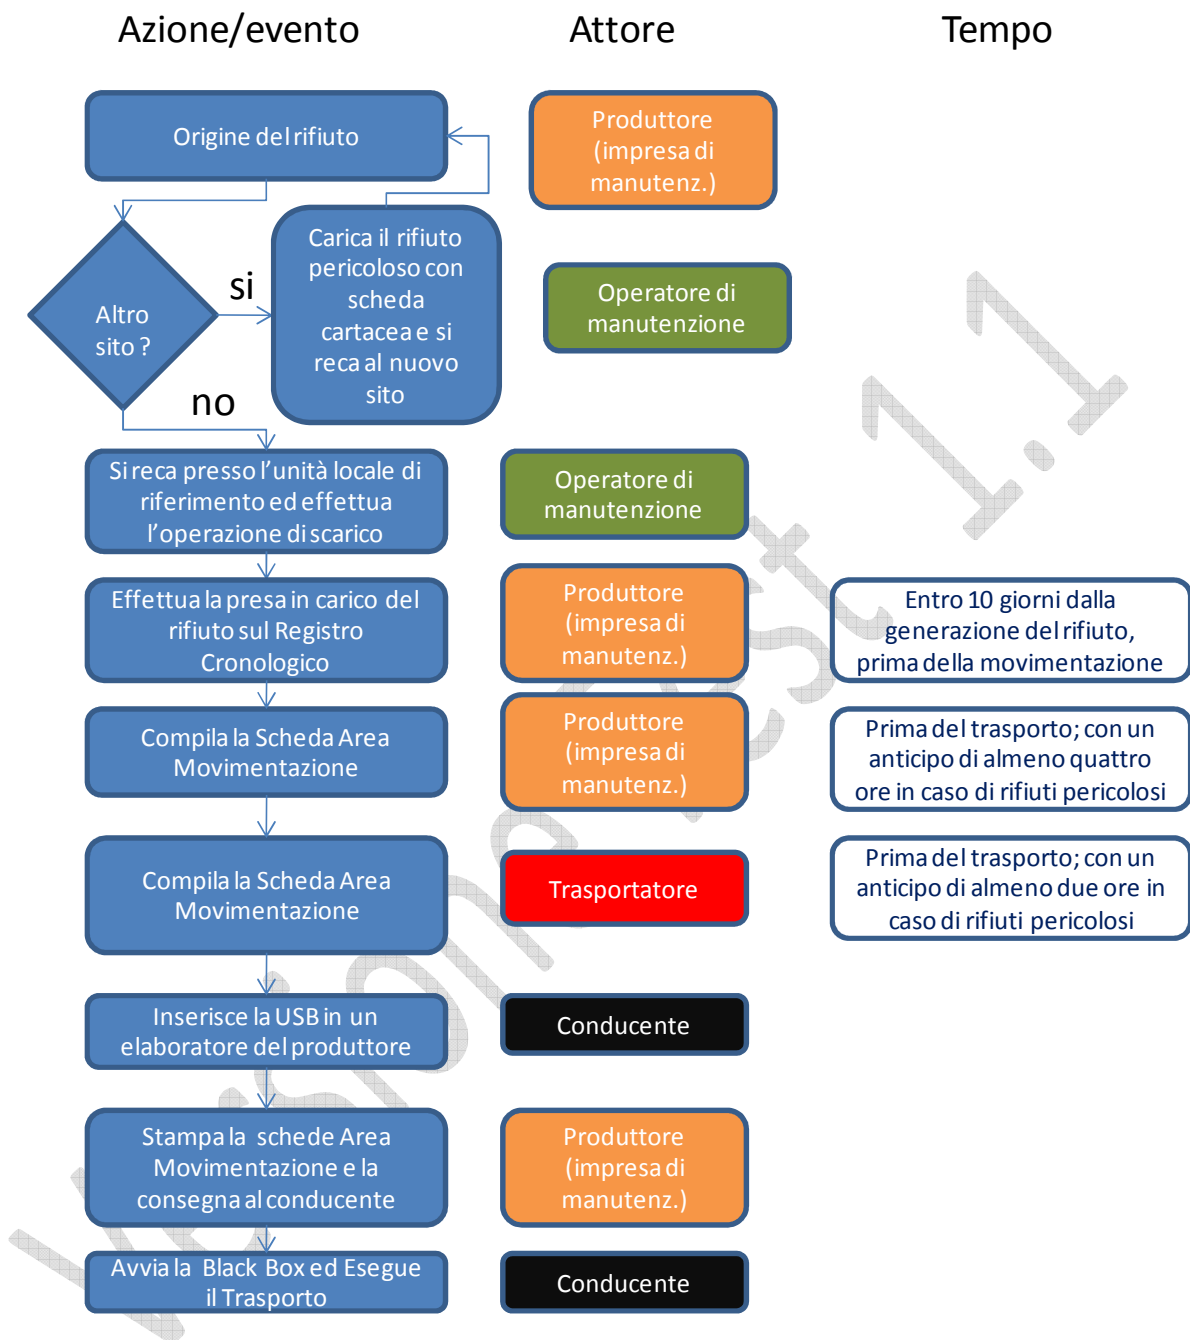 Azione/evento
Attore
Tempo
Origine del rifiuto
Produttore
(impresa di
manutenz.)
Altro
sito ?
si
Carica il rifiuto
pericoloso con
scheda
cartacea e si
reca al nuovo
sito
Operatore di
manutenzione
no
Si reca presso l'unità locale di
riferimento ed effettua
l'operazione di scarico
Operatore di
manutenzione
Effettua la presa in carico del
rifiuto sul Registro
Cronologico
Produttore
(impresa di
manutenz.)
Entro 10 giorni dalla
generazione del rifiuto,
prima della movimentazione
Compila la Scheda Area
Movimentazione
Produttore
(impresa di
manutenz.)
Prima del trasporto; con un
anticipo di almeno quattro
ore in caso di rifiuti pericolosi
Compila la Scheda Area
Movimentazione
Trasportatore
Prima del trasporto; con un
anticipo di almeno due ore in
caso di rifiuti pericolosi
Inserisce la USB in un
elaboratore del produttore
Conducente
Stampa la schede Area
Movimentazione e la
consegna al conducente
Produttore
(impresa di
manutenz.)
Avvia la Black Box ed Esegue
il Trasporto
Conducente
1.1